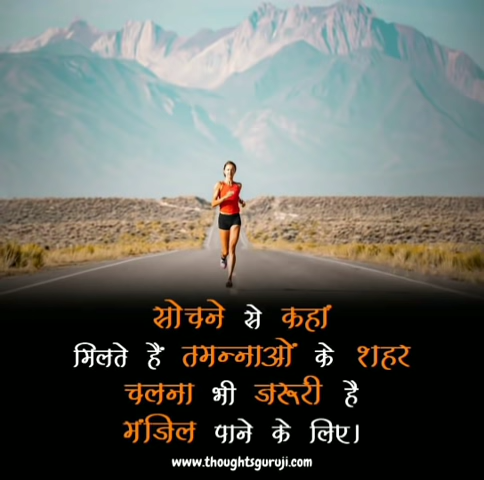 सोचने से कहां
मिलते हैं तमन्नाओं के शहर
चलना भी जरूरी है
मंजिल पाने के लिए।
www.thoughtsguruji.com